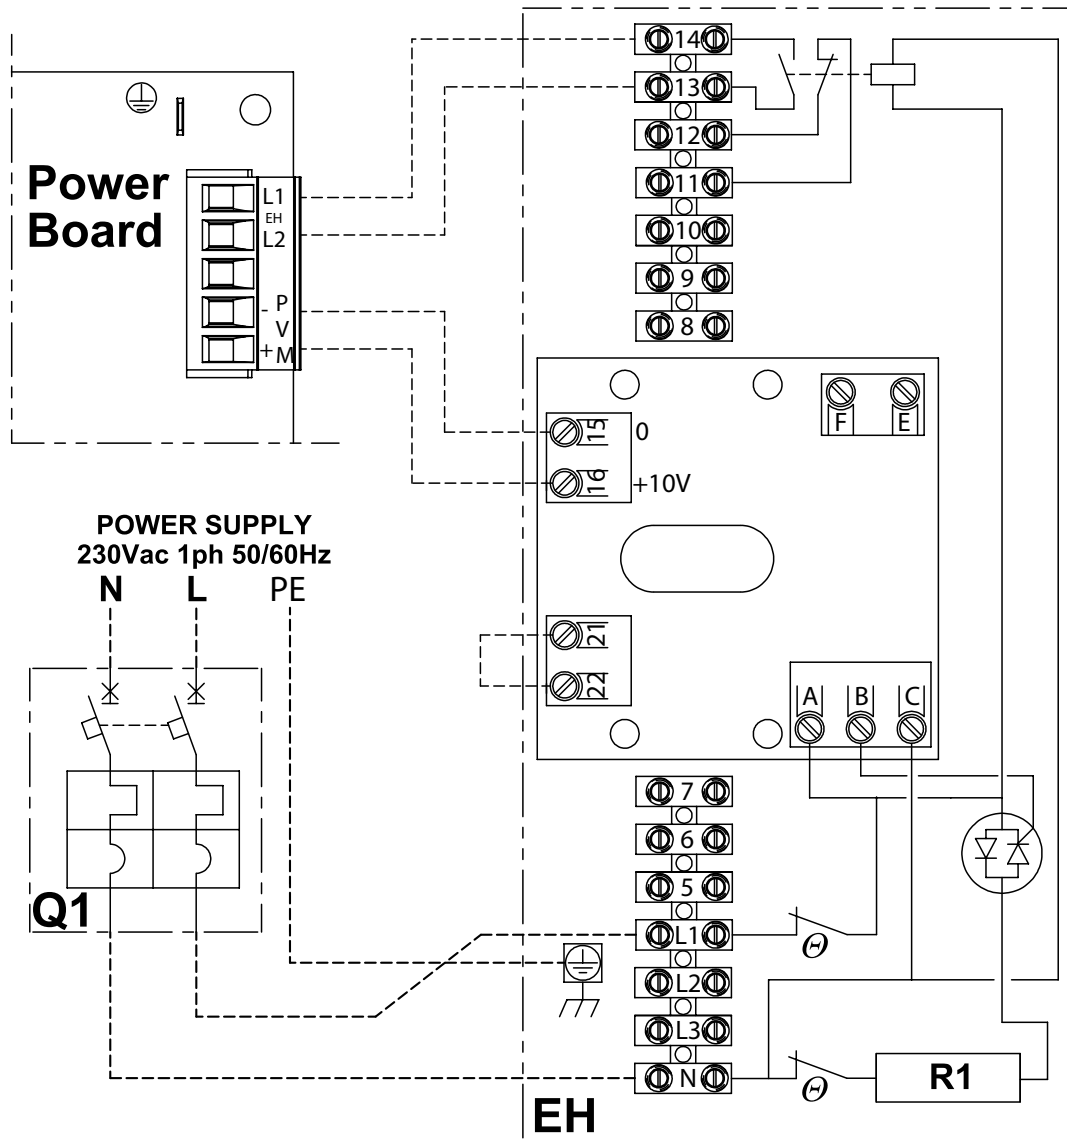 Power
Board
L1
EH
L2
- P
V
+ M
14
13
12
11
10
9
8
15 0
16 +10V
F E
POWER SUPPLY
230Vac 1ph 50/60Hz
N L PE
21
22
A B C
7
6
5
L1
L2
L3
N
Θ
Θ
Q1
R1
EH